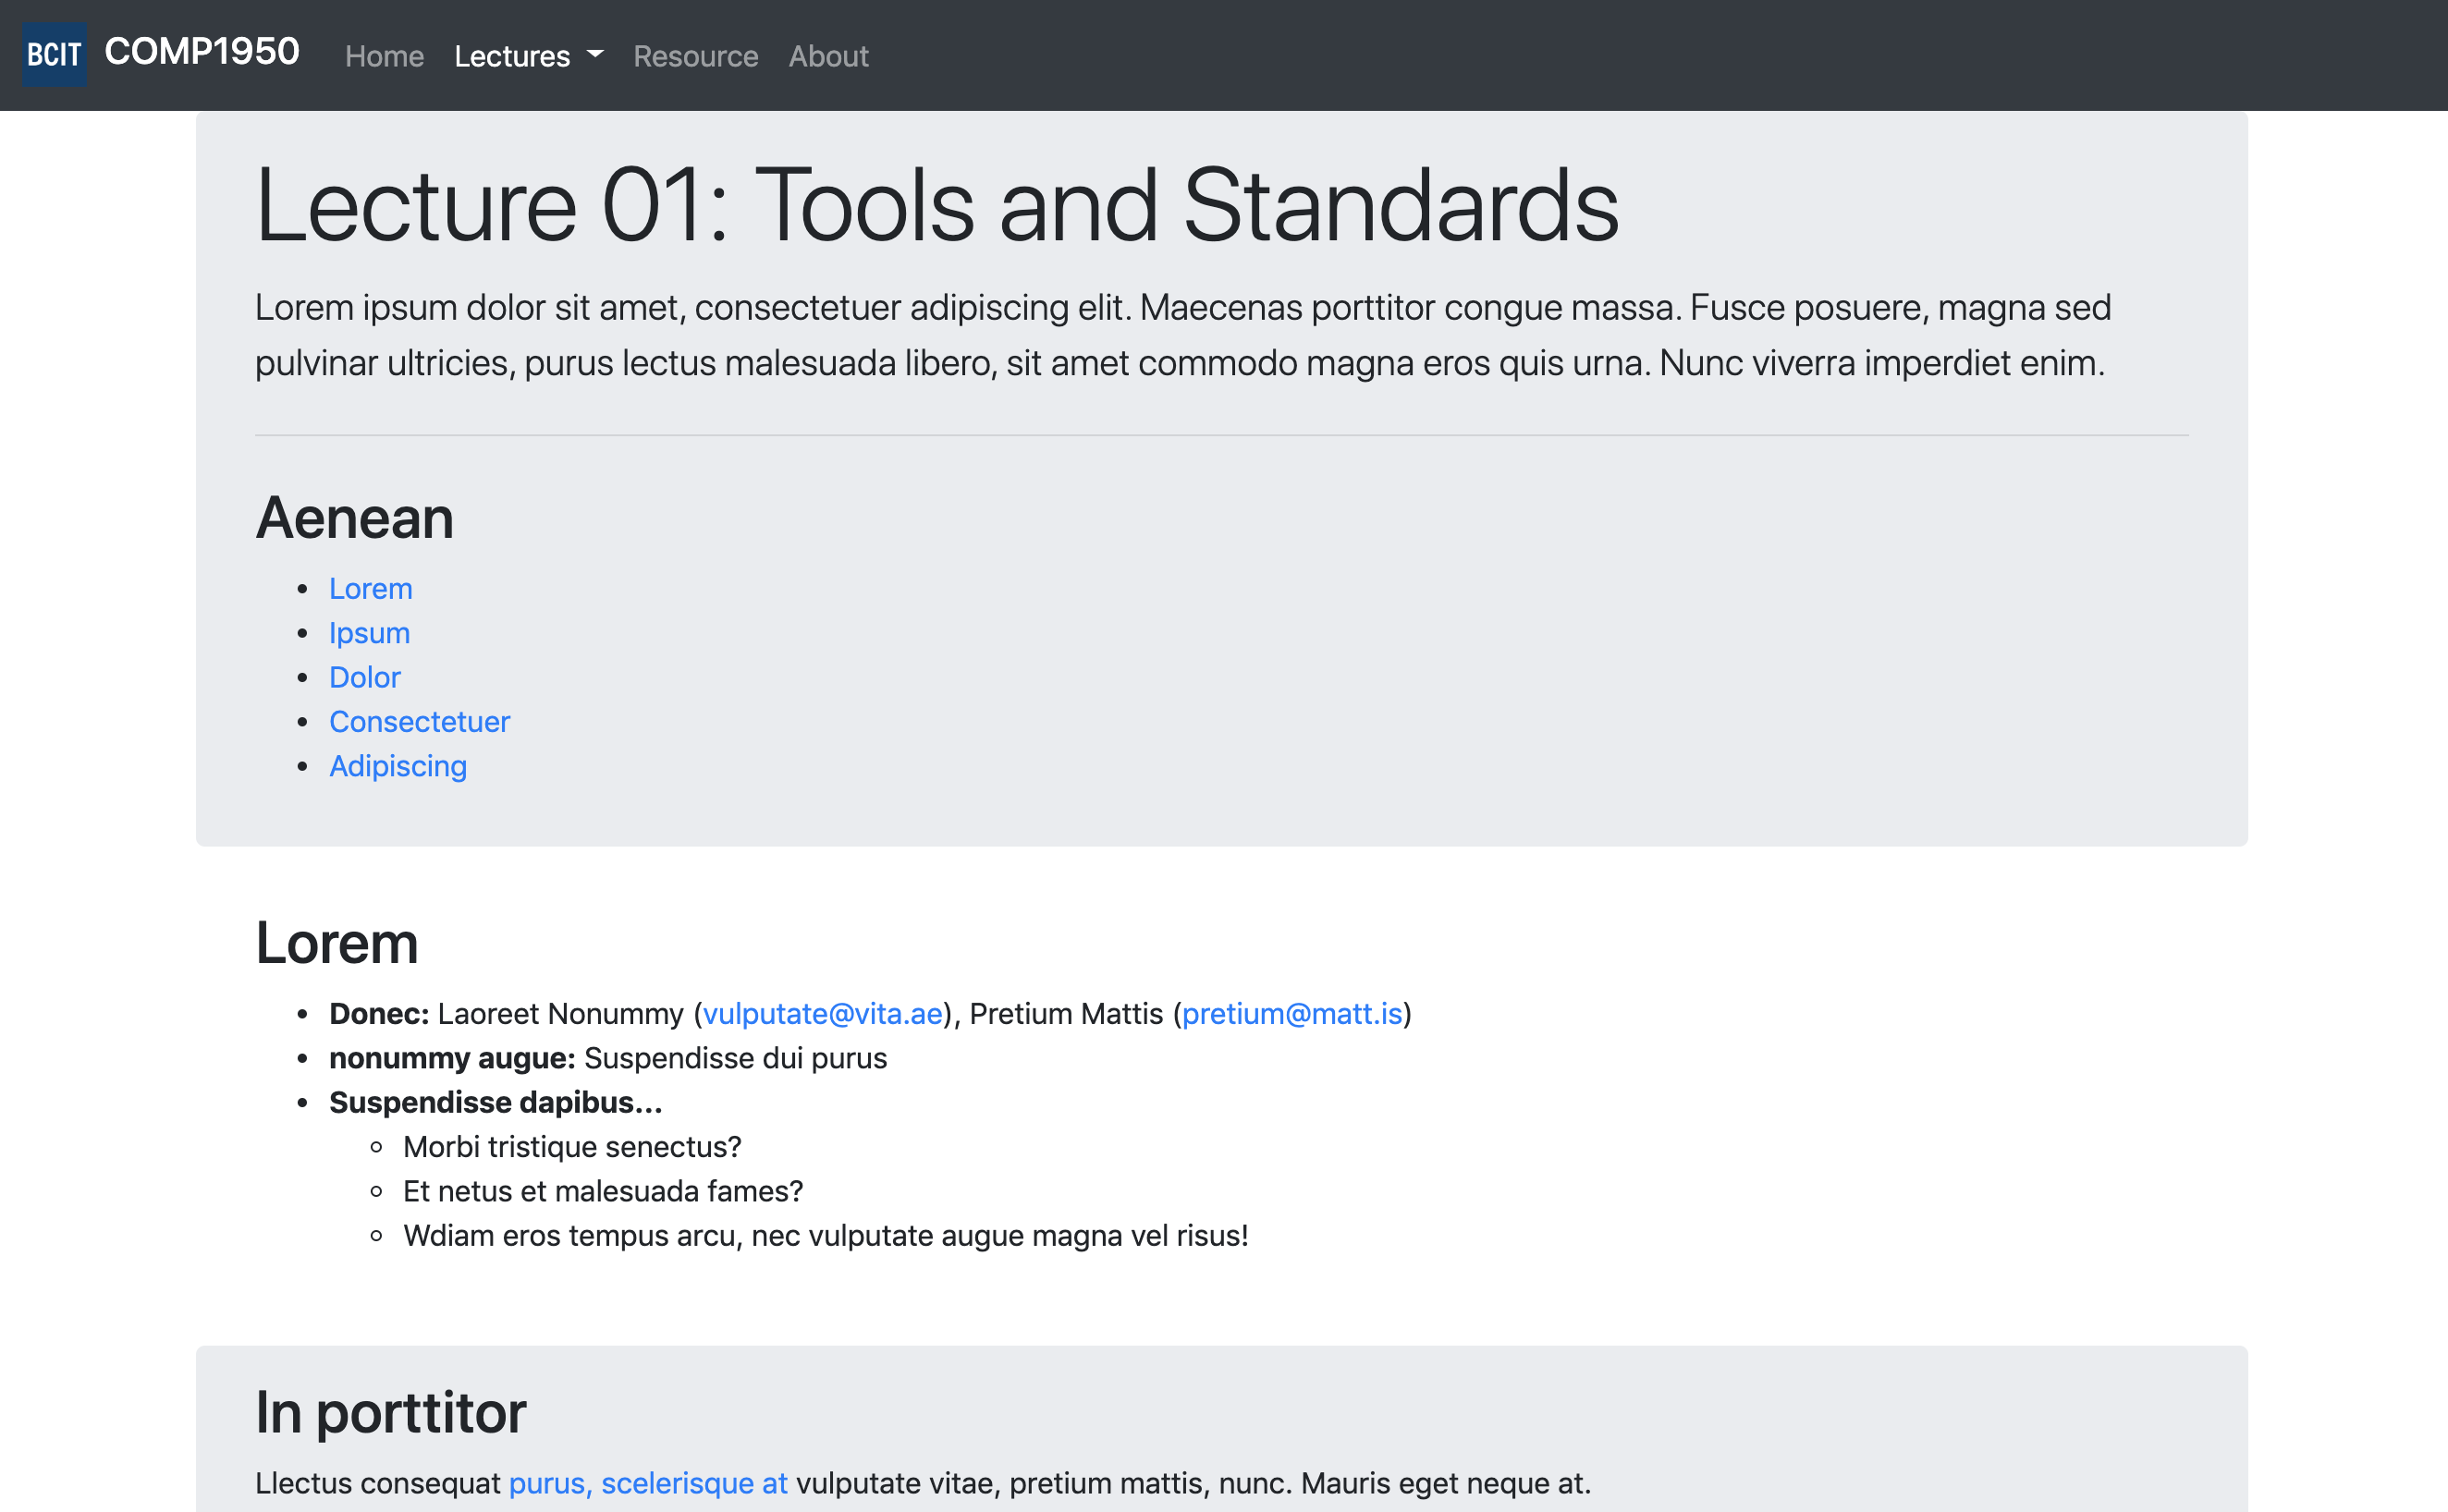 BCIT COMP1950 Home Lectures Resource About
Lecture 01: Tools and Standards
Lorem ipsum dolor sit amet, consectetuer adipiscing elit. Maecenas porttitor congue massa. Fusce posuere, magna sed
pulvinar ultricies, purus lectus malesuada libero, sit amet commodo magna eros quis urna. Nunc viverra imperdiet enim.
Aenean
Lorem
Ipsum
Dolor
Consectetuer
Adipiscing
Lorem
Donec: Laoreet Nonummy (vulputate@vita.ae), Pretium Mattis (pretium@matt.is)
nonummy augue: Suspendisse dui purus
Suspendisse dapibus...
Morbi tristique senectus?
Et netus et malesuada fames?
Wdiam eros tempus arcu, nec vulputate augue magna vel risus!
In porttitor
Llectus consequat purus, scelerisque at vulputate vitae, pretium mattis, nunc. Mauris eget neque at.